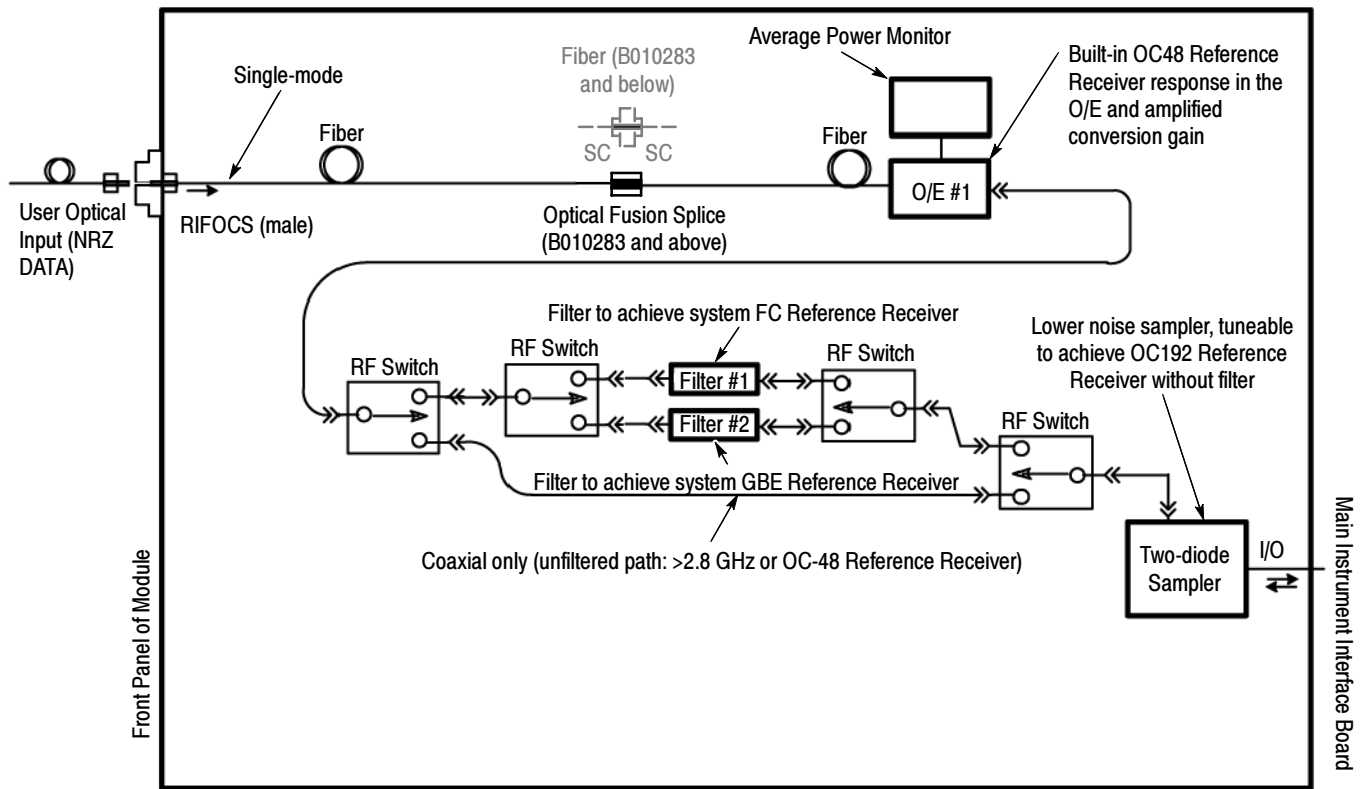 Average Power Monitor
Fiber (B010283
and below)
Built-in OC48 Reference
Receiver response in the
O/E and amplified
conversion gain
Single-mode
Fiber
SC
SC
Fiber
O/E #1
User Optical
Input (NRZ
DATA)
RIFOCS (male)
Optical Fusion Splice
(B010283 and above)
Filter to achieve system FC Reference Receiver
Lower noise sampler, tuneable
to achieve OC192 Reference
Receiver without filter
RF Switch
RF Switch
Filter #1
RF Switch
Filter #2
RF Switch
Filter to achieve system GBE Reference Receiver
Coaxial only (unfiltered path: >2.8 GHz or OC-48 Reference Receiver)
Two-diode
Sampler
I/O
Front Panel of Module
Main Instrument Interface Board